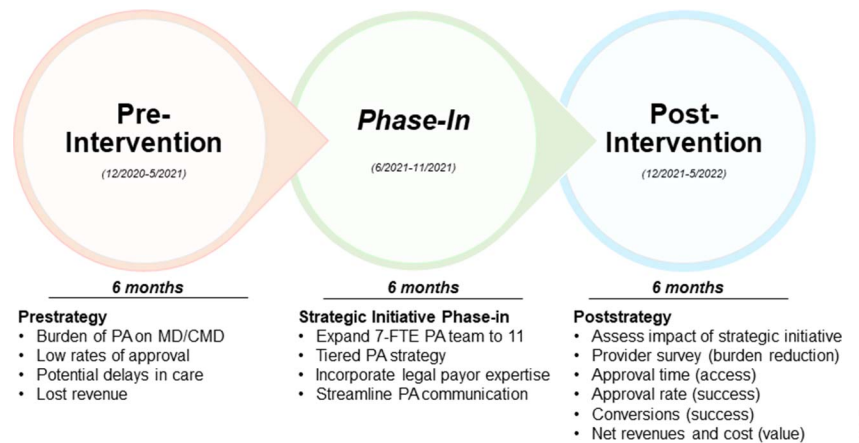 Pre-
Intervention
(12/2020-5/2021)
Phase-In
(6/2021-11/2021)
Post-
Intervention
(12/2021-5/2022)
6 months
Prestrategy
• Burden of PA on MD/CMD
• Low rates of approval
• Potential delays in care
• Lost revenue
6 months
Strategic Initiative Phase-in
• Expand 7-FTE PA team to 11
• Tiered PA strategy
• Incorporate legal payor expertise
• Streamline PA communication
6 months
Poststrategy
• Assess impact of strategic initiative
• Provider survey (burden reduction)
• Approval time (access)
• Approval rate (success)
• Conversions (success)
• Net revenues and cost (value)